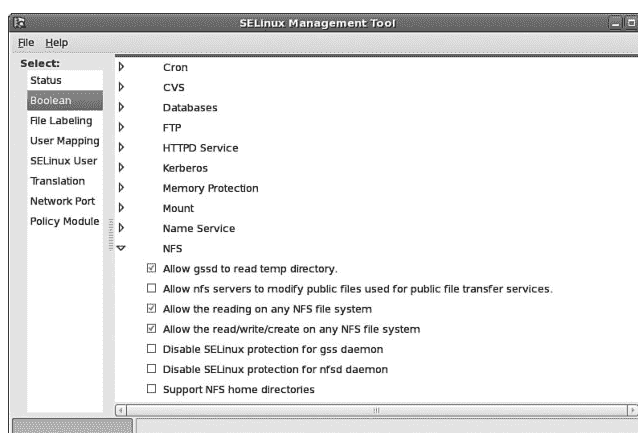 SELinux Management Tool
File Help
Select:
Status
Boolean
File Labeling
User Mapping
SELinux User
Translation
Network Port
Policy Module
Cron
CVS
Databases
FTP
HTTPD Service
Kerberos
Memory Protection
Mount
Name Service
NFS
Allow gssd to read temp directory.
Allow nfs servers to modify public files used for public file transfer services.
Allow the reading on any NFS file system
Allow the read/write/create on any NFS file system
Disable SELinux protection for gss daemon
Disable SELinux protection for nfsd daemon
Support NFS home directories